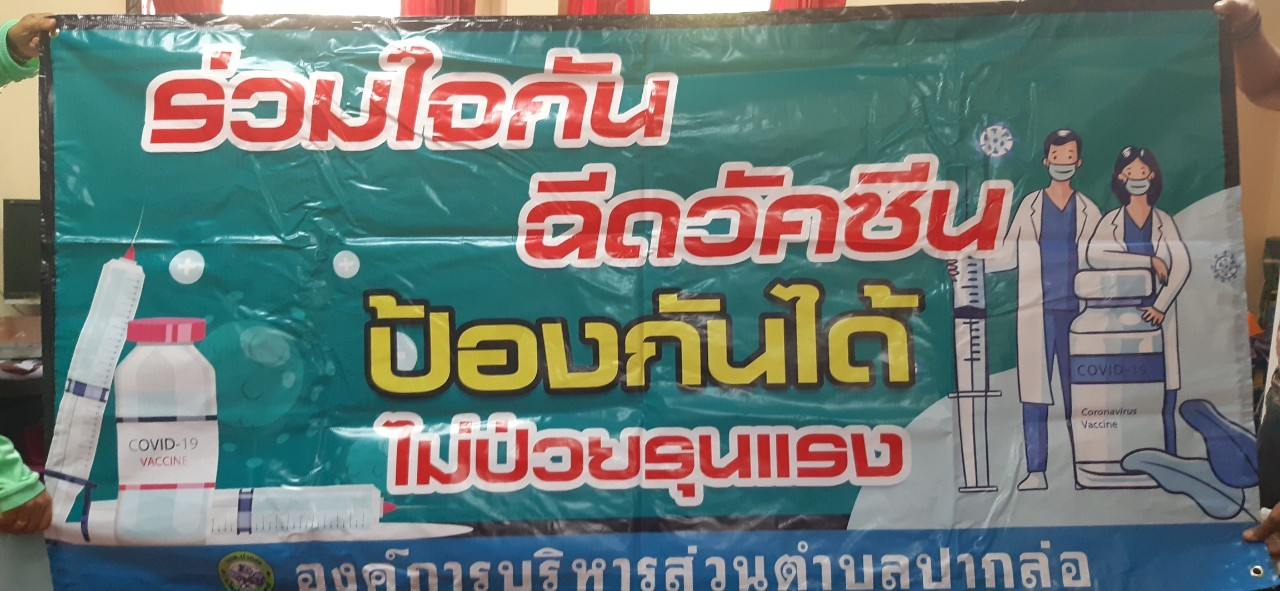 ร่วมใจกัน
ฉีดวัคซีน
ป้องกันได้
ไม่ป่วยรุนแรง
COVID-19
VACCINE
COVID-19
Coronavirus
Vaccine
องค์การบริหารส่วนตำบลปากล่อ